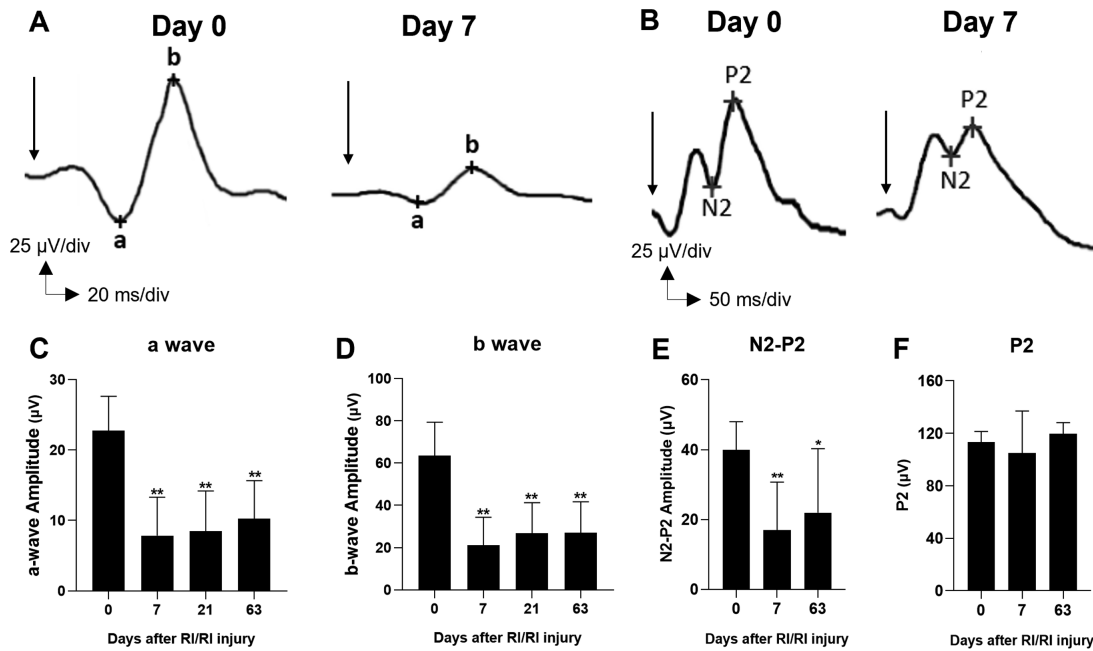 A
Day 0
Day 7
b
a
b
a
25 µV/div
20 ms/div
B
Day 0
Day 7
P2
N2
P2
N2
25 µV/div
50 ms/div
C
a wave
a-wave Amplitude (µV)
30
20
10
0
**
**
**
0 7 21 63
Days after RI/RI injury
D
b wave
b-wave Amplitude (µV)
100
80
60
40
20
0
**
**
**
0 7 21 63
Days after RI/RI injury
E
N2-P2
N2-P2 Amplitude (µV)
60
40
20
0
**
*
0 7 63
Days after RI/RI injury
F
P2
P2 (µV)
160
120
80
40
0
0 7 63
Days after RI/RI injury